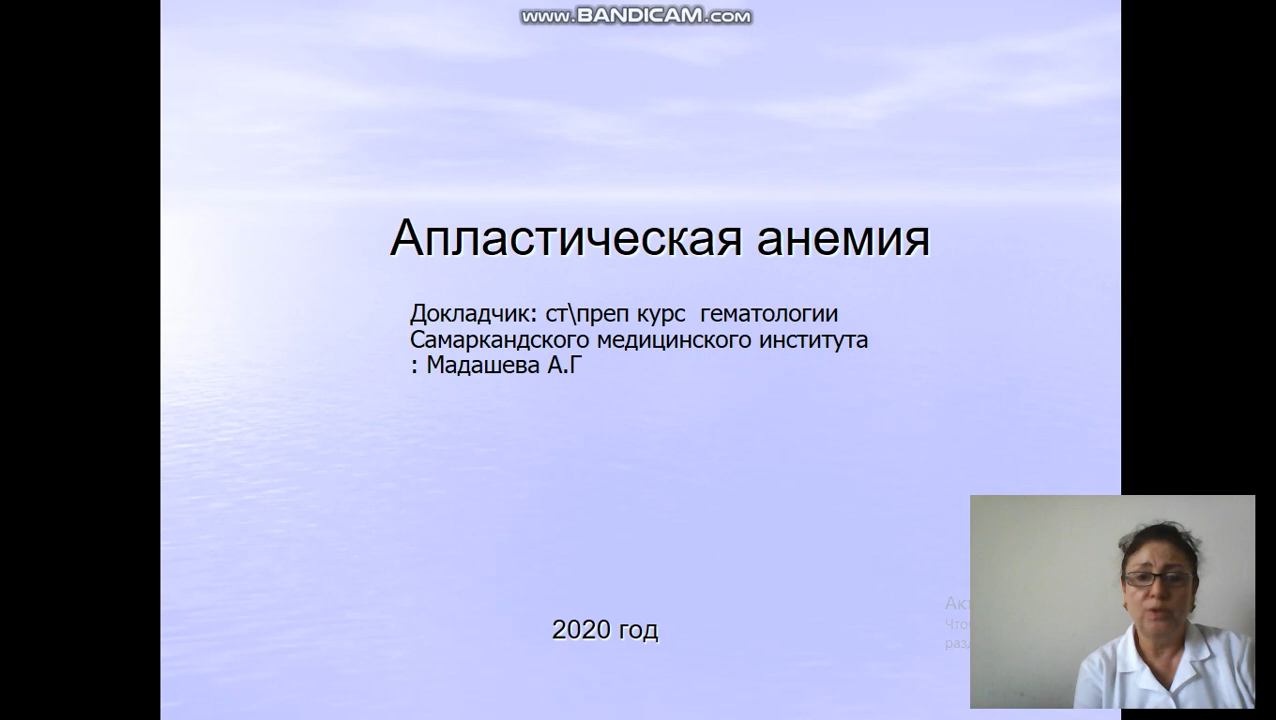 www.BANDICAM.com
Апластическая анемия
Докладчик: ст\преп курс  гематологии
Самаркандского медицинского института
: Мадашева А.Г
2020 год